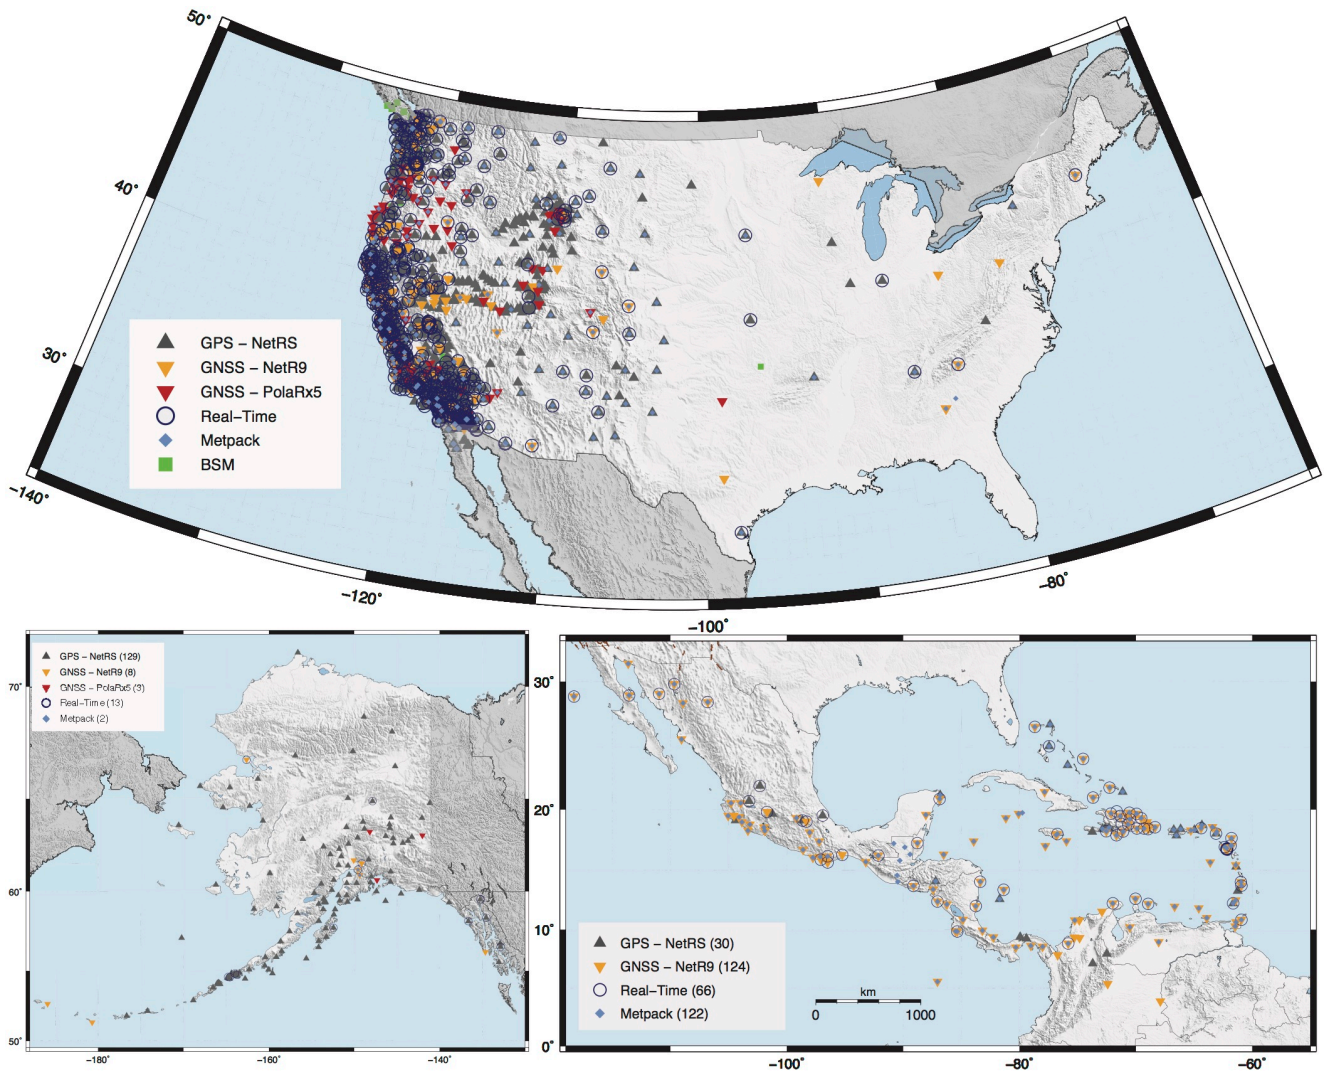 50°
40°
30°
GPS – NetRS
GNSS – NetR9
GNSS – PolaRx5
Real–Time
Metpack
BSM
−140°
−120°
−100°
−80°
GPS – NetRS (129)
GNSS – NetR9 (8)
GNSS – PolaRx5 (3)
Real–Time (13)
Metpack (2)
70°
60°
50°
−180°
−160°
−140°
30°
20°
10°
0°
GPS – NetRS (30)
GNSS – NetR9 (124)
Real–Time (66)
Metpack (122)
km
0 1000
−100°
−80°
−60°